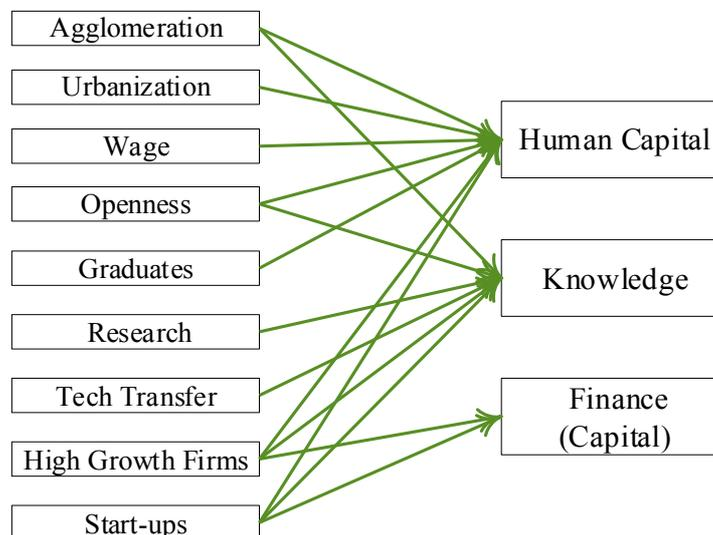 Agglomeration
Urbanization
Wage
Openness
Graduates
Research
Tech Transfer
High Growth Firms
Start-ups
Human Capital
Knowledge
Finance
(Capital)